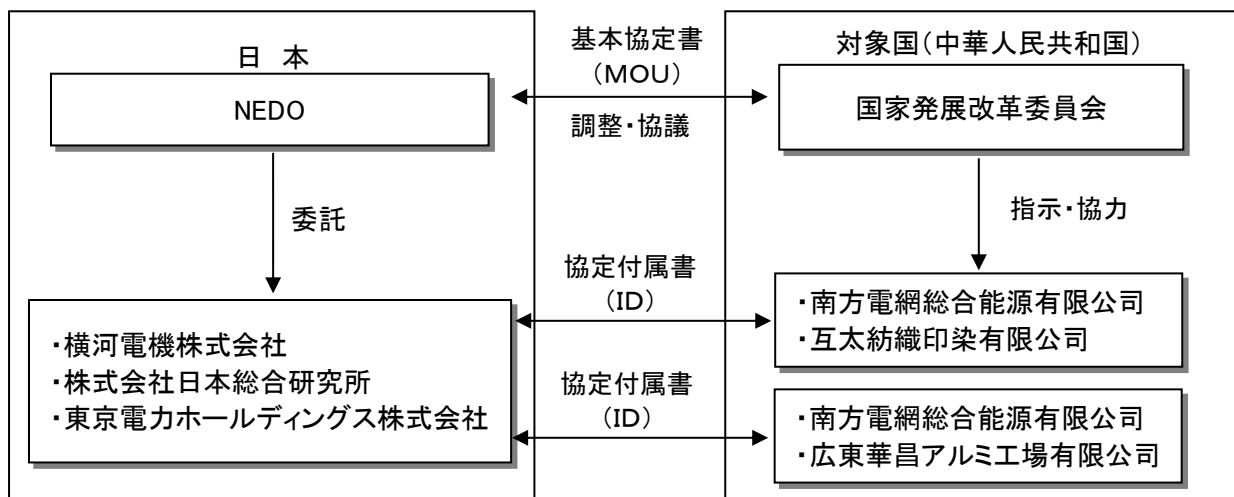 日 本
NEDO
委託
・横河電機株式会社
・株式会社日本総合研究所
・東京電力ホールディングス株式会社
基本協定書
(MOU)
調整・協議
協定付属書
(ID)
協定付属書
(ID)
対象国(中華人民共和国)
国家発展改革委員会
指示・協力
・南方電網総合能源有限公司
・互太紡織印染有限公司
・南方電網総合能源有限公司
・広東華昌アルミ工場有限公司